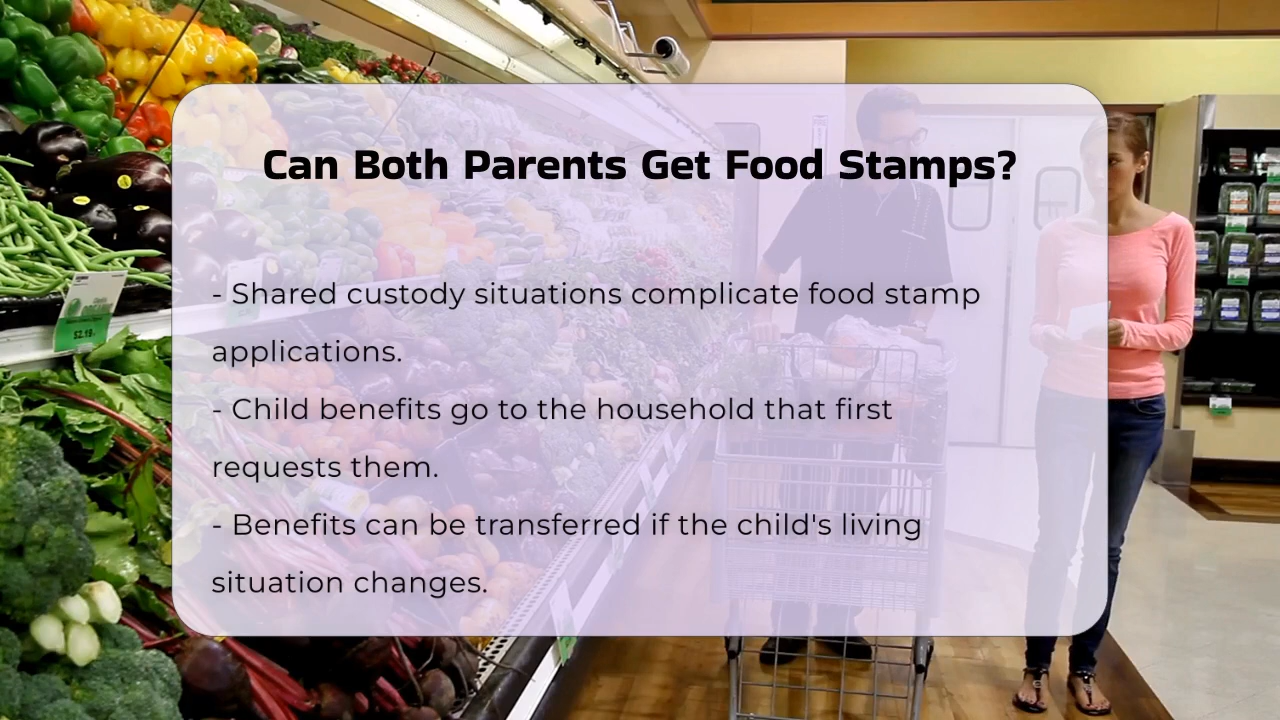 Can Both Parents Get Food Stamps?
- Shared custody situations complicate food stamp
applications.
- Child benefits go to the household that first
requests them.
- Benefits can be transferred if the child's living
situation changes.
$2.19